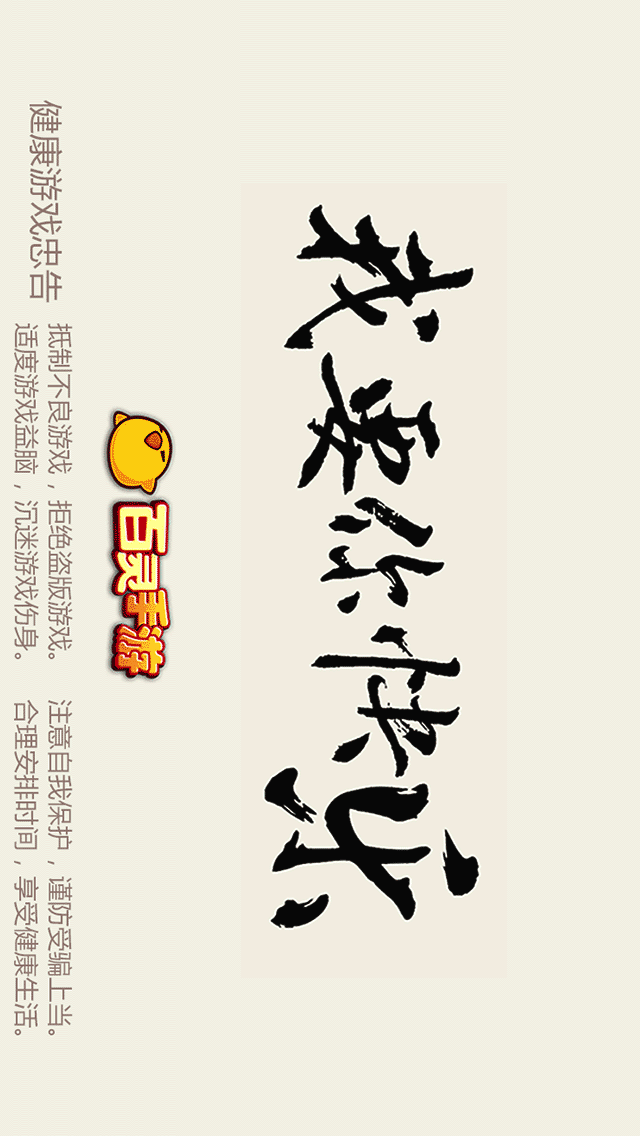 我要你快乐
百灵手游
健康游戏忠告
抵制不良游戏，拒绝盗版游戏。 注意自我保护，谨防受骗上当。
适度游戏益脑，沉迷游戏伤身。 合理安排时间，享受健康生活。